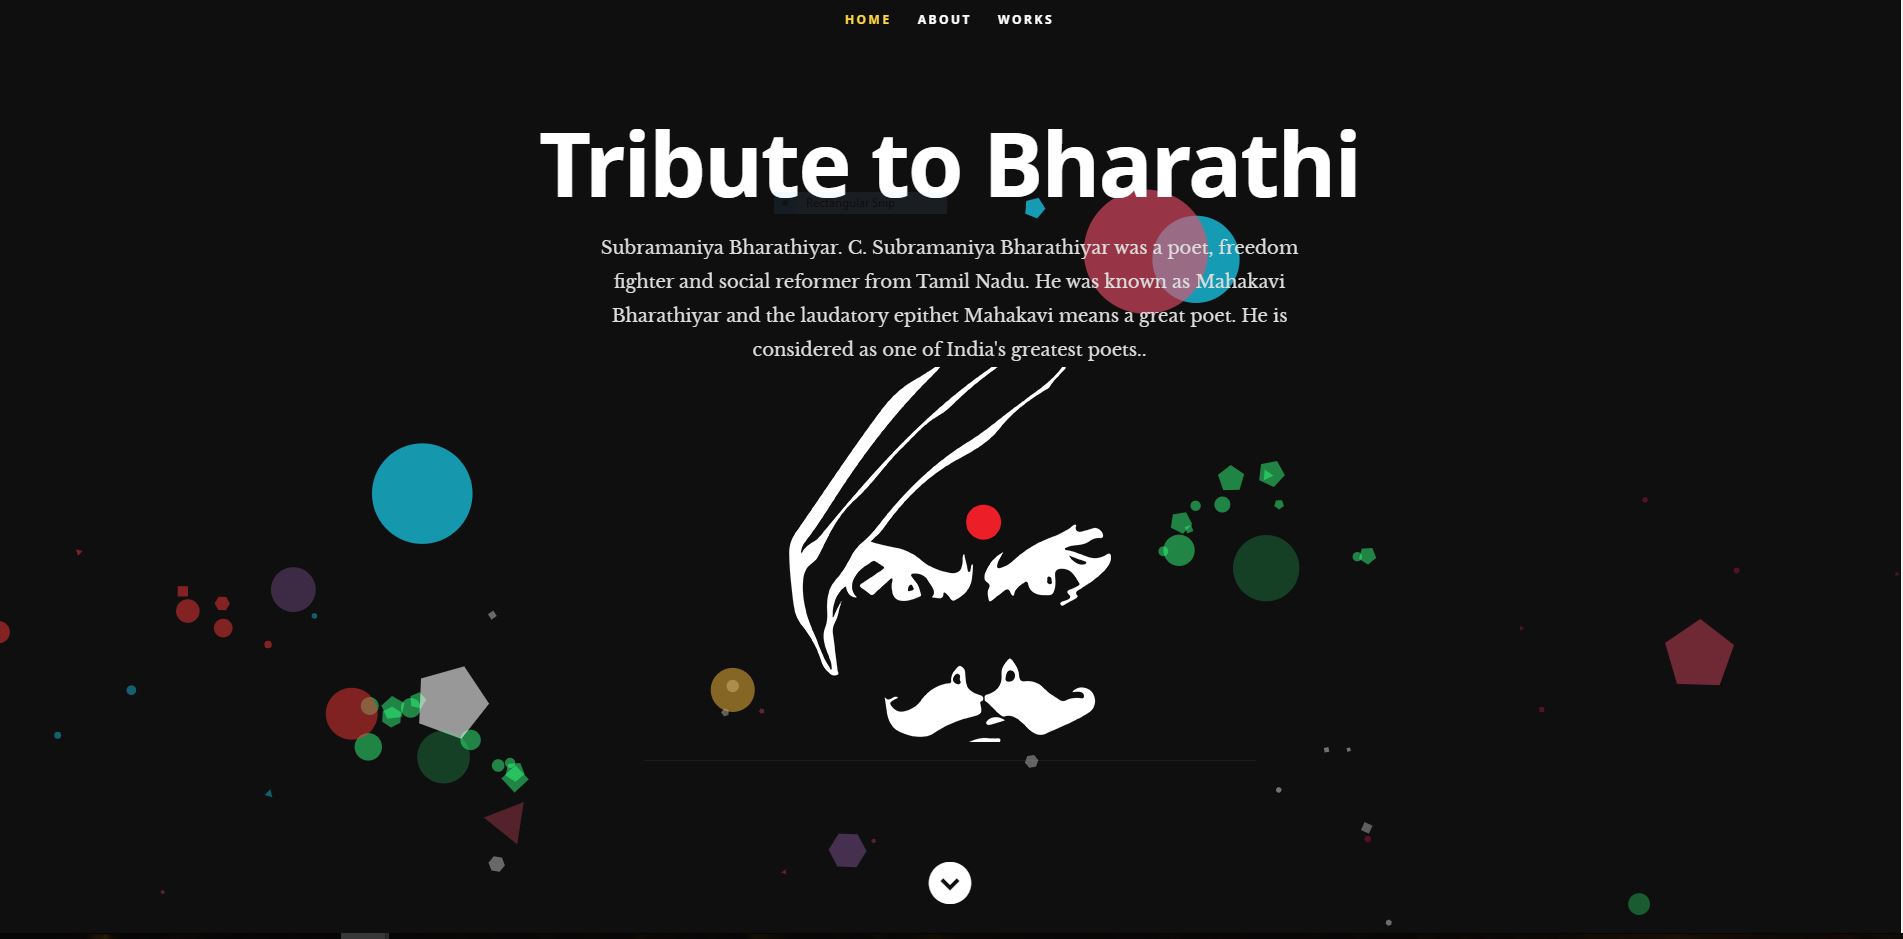 HOME ABOUT WORKS
Tribute to Bharathi
Rectangular Snip
Subramaniya Bharathiyar. C. Subramaniya Bharathiyar was a poet, freedom
fighter and social reformer from Tamil Nadu. He was known as Mahakavi
Bharathiyar and the laudatory epithet Mahakavi means a great poet. He is
considered as one of India's greatest poets..